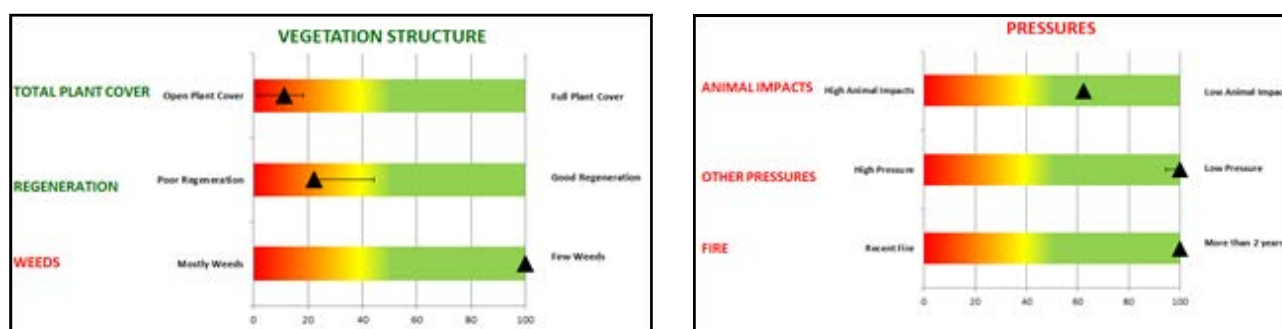 VEGETATION STRUCTURE
TOTAL PLANT COVER Open Plant Cover Full Plant Cover
REGENERATION Poor Regeneration Good Regeneration
WEEDS Mostly Weeds Few Weeds
0 20 40 60 80 100
PRESSURES
ANIMAL IMPACTS High Animal Impacts Low Animal Impac
OTHER PRESSURES High Pressure Low Pressure
FIRE Recent Fire More than 2 years
0 20 40 60 80 100